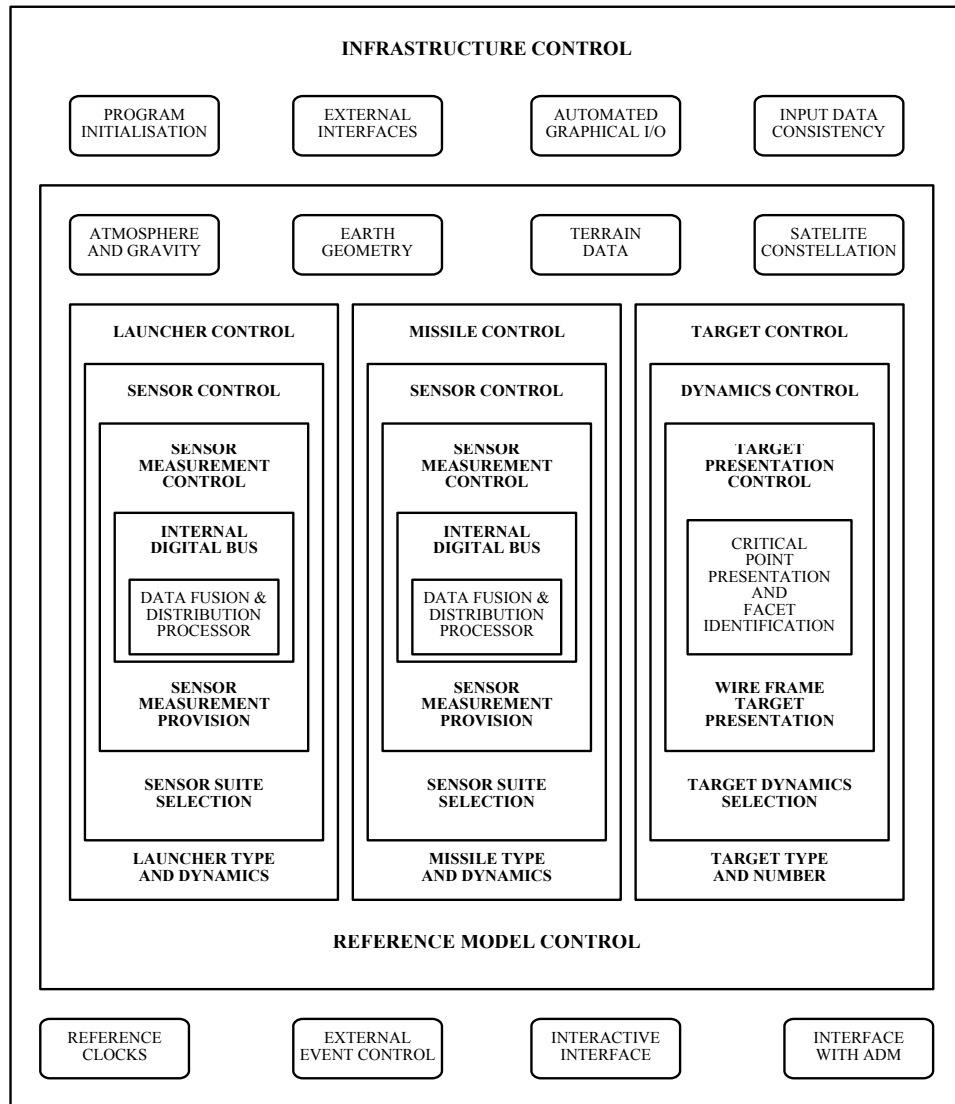 INFRASTRUCTURE CONTROL
PROGRAM
INITIALISATION
EXTERNAL
INTERFACES
AUTOMATED
GRAPHICAL I/O
INPUT DATA
CONSISTENCY
ATMOSPHERE
AND GRAVITY
EARTH
GEOMETRY
TERRAIN
DATA
SATELITE
CONSTELLATION
LAUNCHER CONTROL
SENSOR CONTROL
SENSOR
MEASUREMENT
CONTROL
INTERNAL
DIGITAL BUS
DATA FUSION &
DISTRIBUTION
PROCESSOR
SENSOR
MEASUREMENT
PROVISION
SENSOR SUITE
SELECTION
LAUNCHER TYPE
AND DYNAMICS
MISSILE CONTROL
SENSOR CONTROL
SENSOR
MEASUREMENT
CONTROL
INTERNAL
DIGITAL BUS
DATA FUSION &
DISTRIBUTION
PROCESSOR
SENSOR
MEASUREMENT
PROVISION
SENSOR SUITE
SELECTION
MISSILE TYPE
AND DYNAMICS
TARGET CONTROL
DYNAMICS CONTROL
TARGET
PRESENTATION
CONTROL
CRITICAL
POINT
PRESENTATION
AND
FACET
IDENTIFICATION
WIRE FRAME
TARGET
PRESENTATION
TARGET DYNAMICS
SELECTION
TARGET TYPE
AND NUMBER
REFERENCE MODEL CONTROL
REFERENCE
CLOCKS
EXTERNAL
EVENT CONTROL
INTERACTIVE
INTERFACE
INTERFACE
WITH ADM